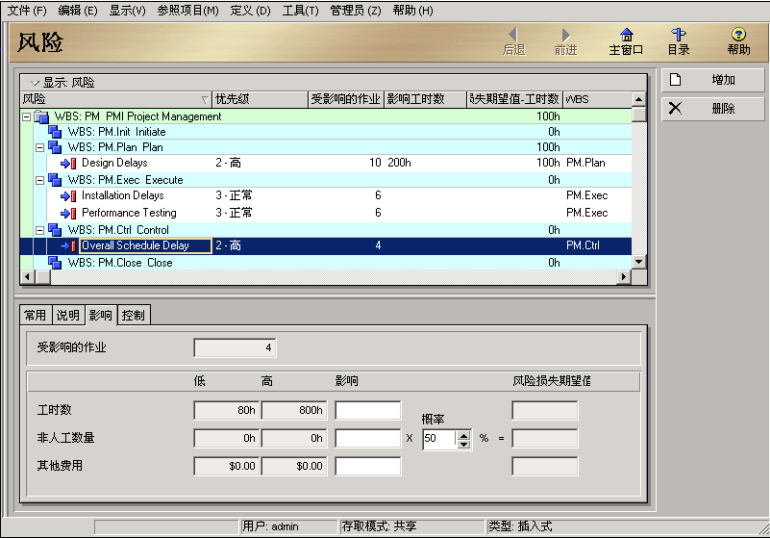 文件(F) 编辑(E) 显示(V) 参照项目(M) 定义(D) 工具(T) 管理员(Z) 帮助(H)
风险 后退 前进 主窗口 目录 帮助
显示: 风险 增加
风险 优先级 受影响的作业 影响工时数 失期望值-工时数 WBS 删除
WBS: PM PMI Project Management 100h
WBS: PM.Init Initiate 0h
WBS: PM.Plan Plan 100h
Design Delays 2 - 高 10 200h 100h PM.Plan
WBS: PM.Exec Execute 0h
Installation Delays 3 - 正常 6 PM.Exec
Performance Testing 3 - 正常 6 PM.Exec
WBS: PM.Ctrl Control 0h
Overall Schedule Delay 2 - 高 4 PM.Ctrl
WBS: PM.Close Close 0h
常用 说明 影响 控制
受影响的作业 4
低 高 影响 风险损失期望值
工时数 80h 800h
概率
非人工数量 0h 0h X 50 % =
其他费用 $0.00 $0.00
用户: admin 存取模式: 共享 类型: 插入式